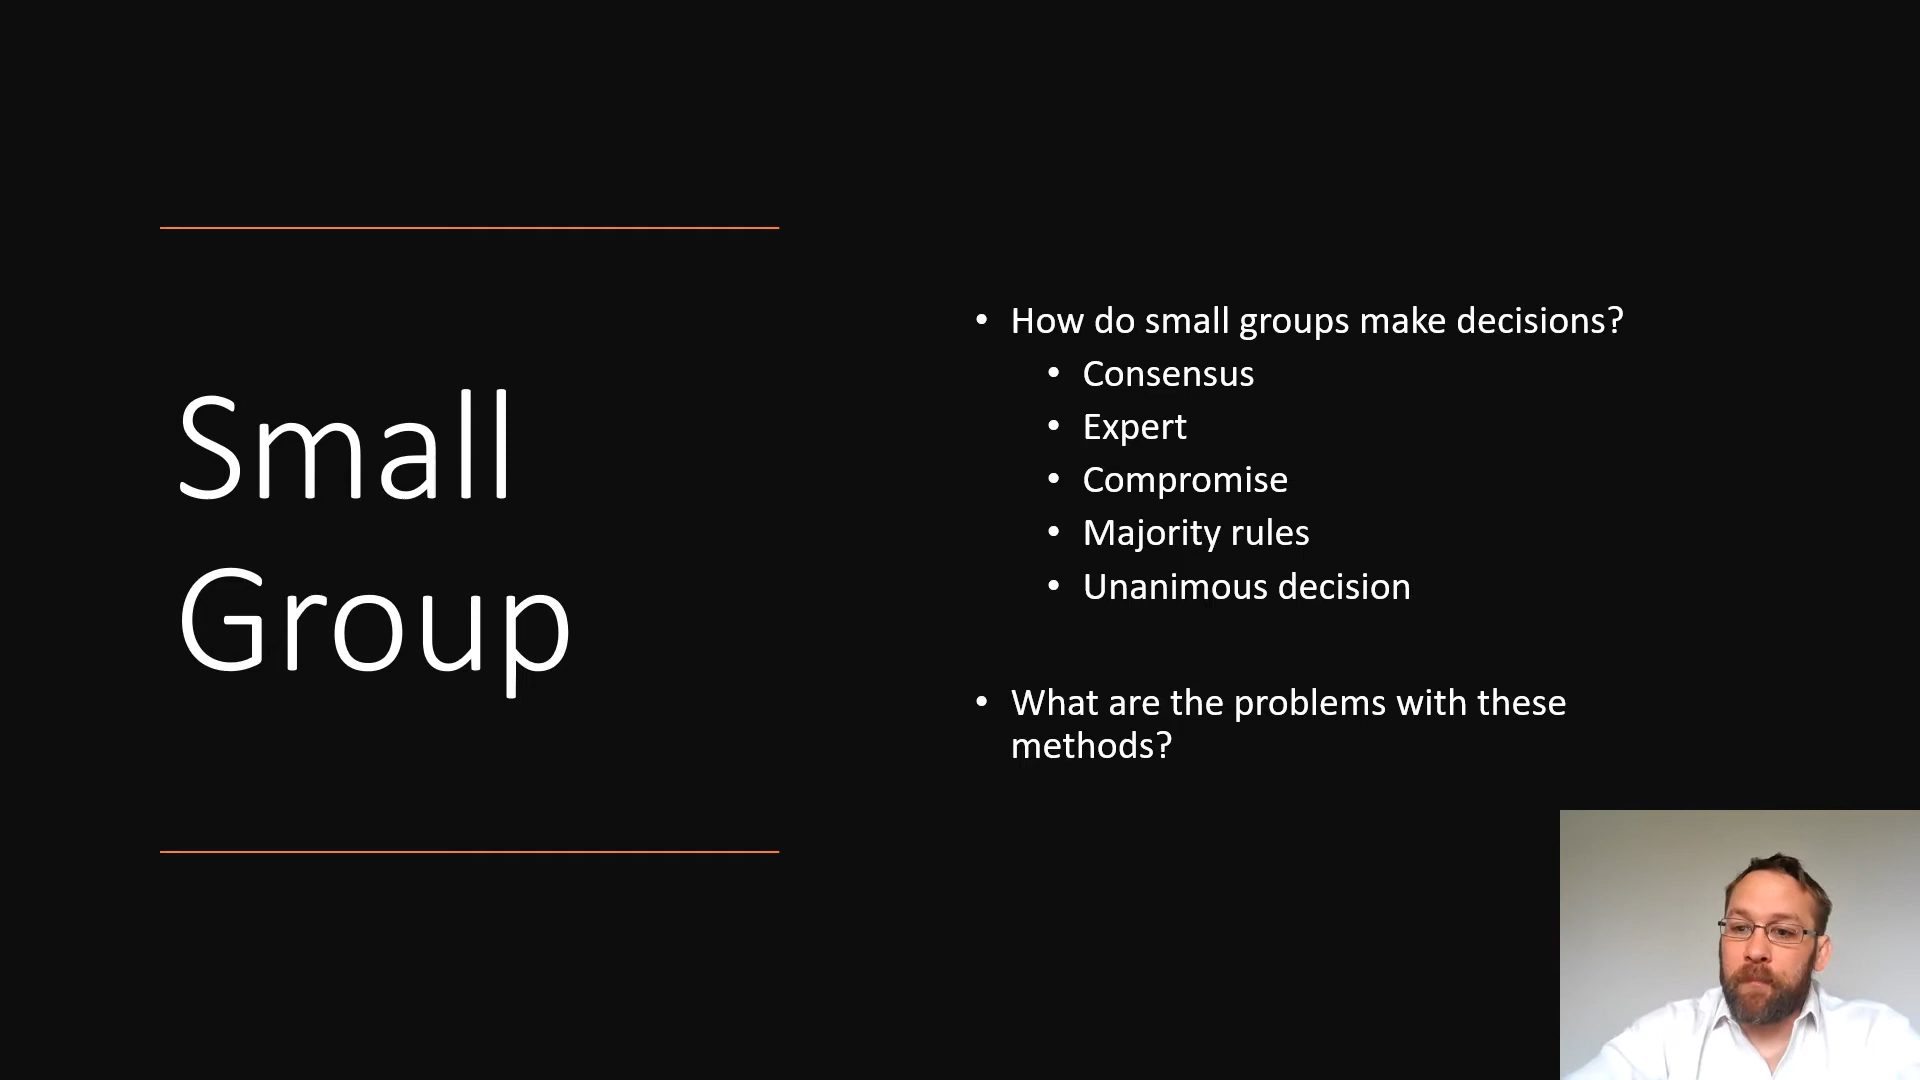 Small
Group
• How do small groups make decisions?
• Consensus
• Expert
• Compromise
• Majority rules
• Unanimous decision
• What are the problems with these
methods?